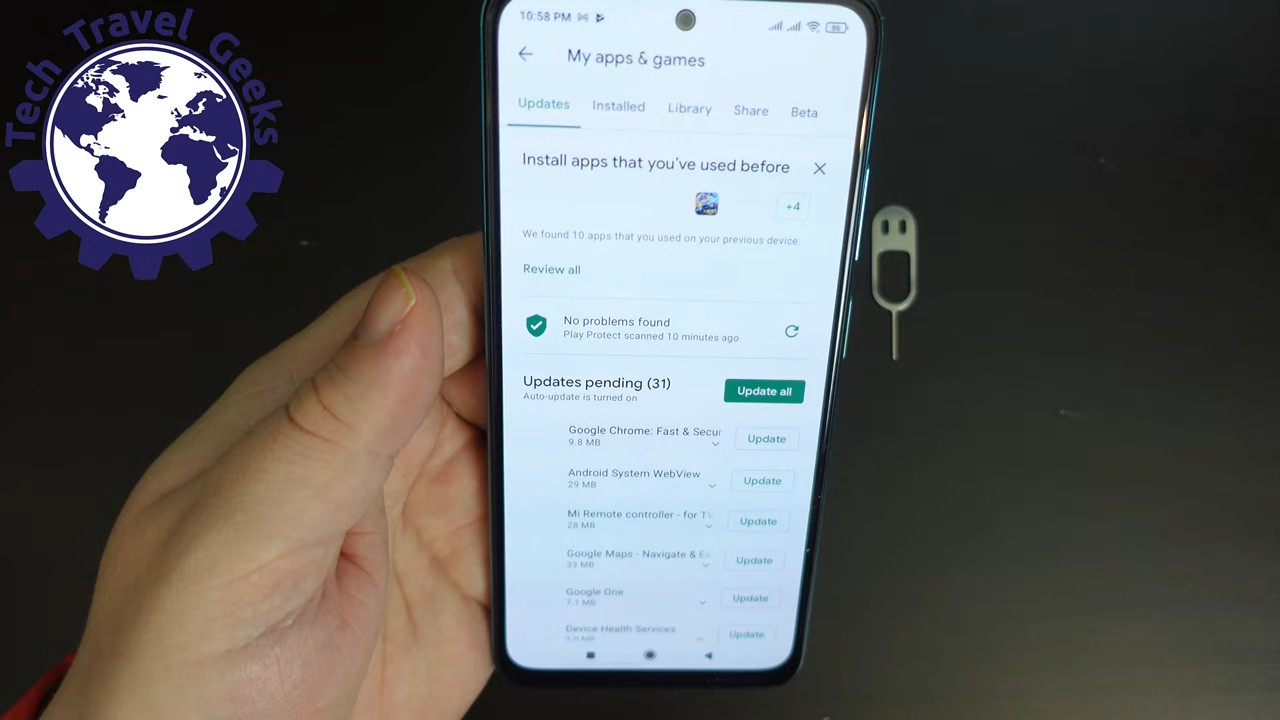 Tech Travel Geeks
10:58 PM
86
My apps & games
Updates Installed Library Share Beta
Install apps that you've used before
+4
We found 10 apps that you used on your previous device.
Review all
No problems found
Play Protect scanned 10 minutes ago
Updates pending (31)
Update all
Auto-update is turned on
Google Chrome: Fast & Secur
9.8 MB
Update
Android System WebView
29 MB
Update
Mi Remote controller - for TV
28 MB
Update
Google Maps - Navigate & Ex
33 MB
Update
Google One
7.1 MB
Update
Device Health Services
Update